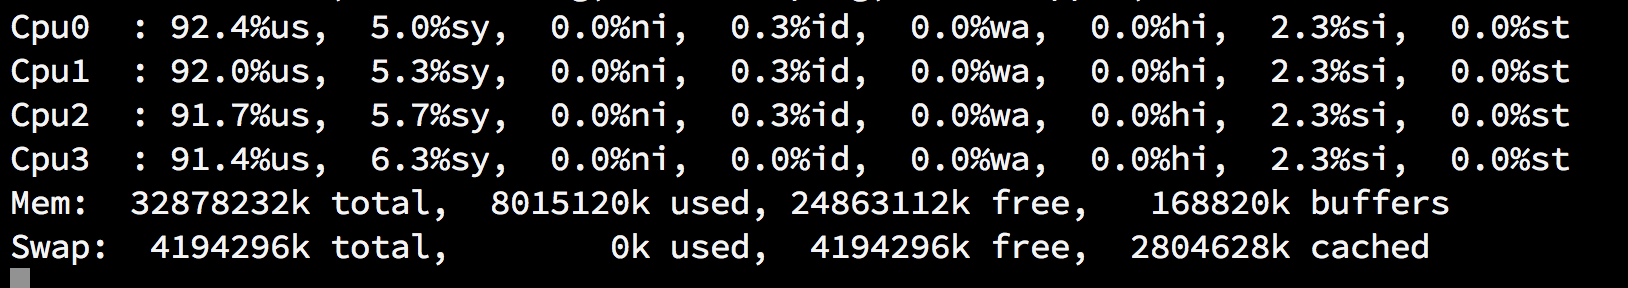 Cpu0  : 92.4%us,  5.0%sy,  0.0%ni,  0.3%id,  0.0%wa,  0.0%hi,  2.3%si,  0.0%st
Cpu1  : 92.0%us,  5.3%sy,  0.0%ni,  0.3%id,  0.0%wa,  0.0%hi,  2.3%si,  0.0%st
Cpu2  : 91.7%us,  5.7%sy,  0.0%ni,  0.3%id,  0.0%wa,  0.0%hi,  2.3%si,  0.0%st
Cpu3  : 91.4%us,  6.3%sy,  0.0%ni,  0.0%id,  0.0%wa,  0.0%hi,  2.3%si,  0.0%st
Mem:  32878232k total,  8015120k used, 24863112k free,   168820k buffers
Swap:  4194296k total,        0k used,  4194296k free,  2804628k cached